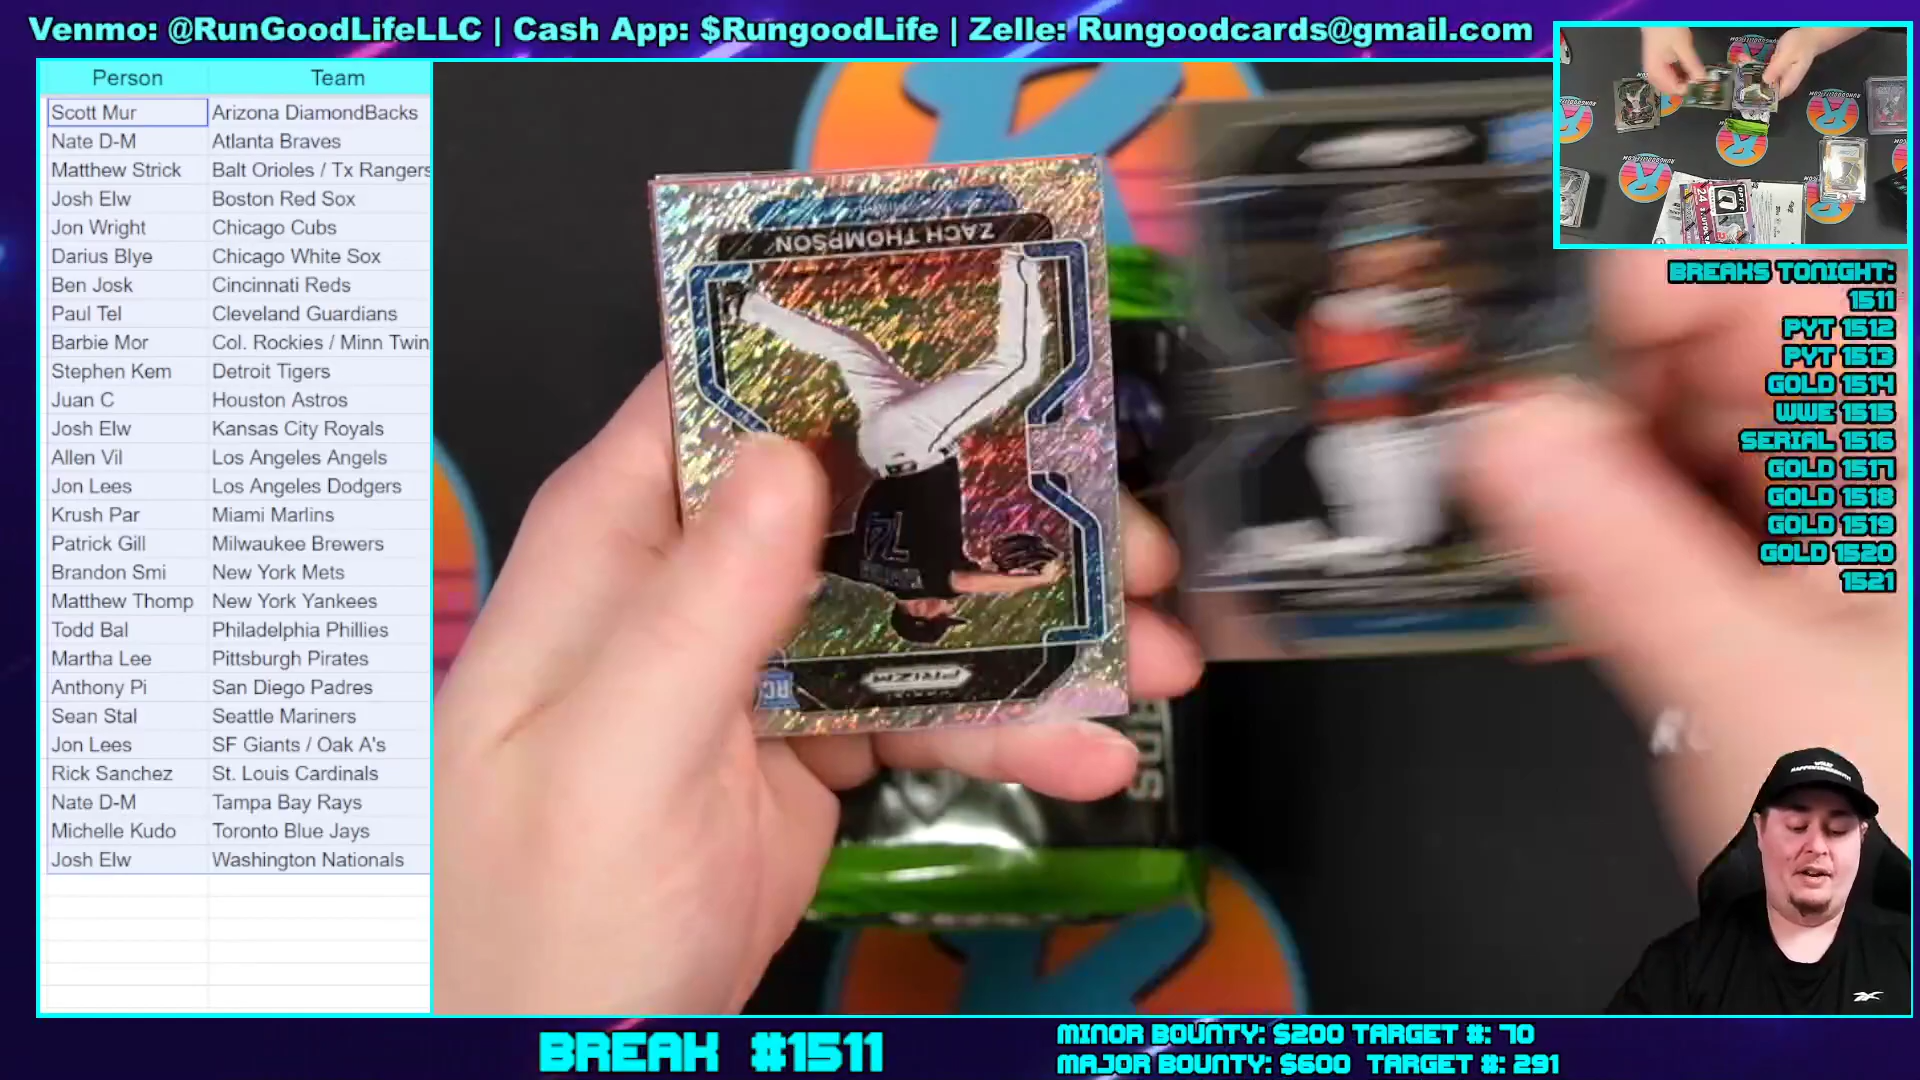 Venmo: @RunGoodLifeLLC | Cash App: $RungoodLife | Zelle: Rungoodcards@gmail.com
Person Team
Scott Mur Arizona DiamondBacks
Nate D-M Atlanta Braves
Matthew Strick Balt Orioles / Tx Rangers
Josh Elw Boston Red Sox
Jon Wright Chicago Cubs
Darius Blye Chicago White Sox
Ben Josk Cincinnati Reds
Paul Tel Cleveland Guardians
Barbie Mor Col. Rockies / Minn Twin
Stephen Kem Detroit Tigers
Juan C Houston Astros
Josh Elw Kansas City Royals
Allen Vil Los Angeles Angels
Jon Lees Los Angeles Dodgers
Krush Par Miami Marlins
Patrick Gill Milwaukee Brewers
Brandon Smi New York Mets
Matthew Thomp New York Yankees
Todd Bal Philadelphia Phillies
Martha Lee Pittsburgh Pirates
Anthony Pi San Diego Padres
Sean Stal Seattle Mariners
Jon Lees SF Giants / Oak A's
Rick Sanchez St. Louis Cardinals
Nate D-M Tampa Bay Rays
Michelle Kudo Toronto Blue Jays
Josh Elw Washington Nationals
ZACH THOMPSON
74
PRIZM
RC
BREAKS TONIGHT:
1511
PYT 1512
PYT 1513
GOLD 1514
WWE 1515
SERIAL 1516
GOLD 1517
GOLD 1518
GOLD 1519
GOLD 1520
1521
BREAK #1511
MINOR BOUNTY: $200 TARGET #: 70
MAJOR BOUNTY: $600 TARGET #: 291